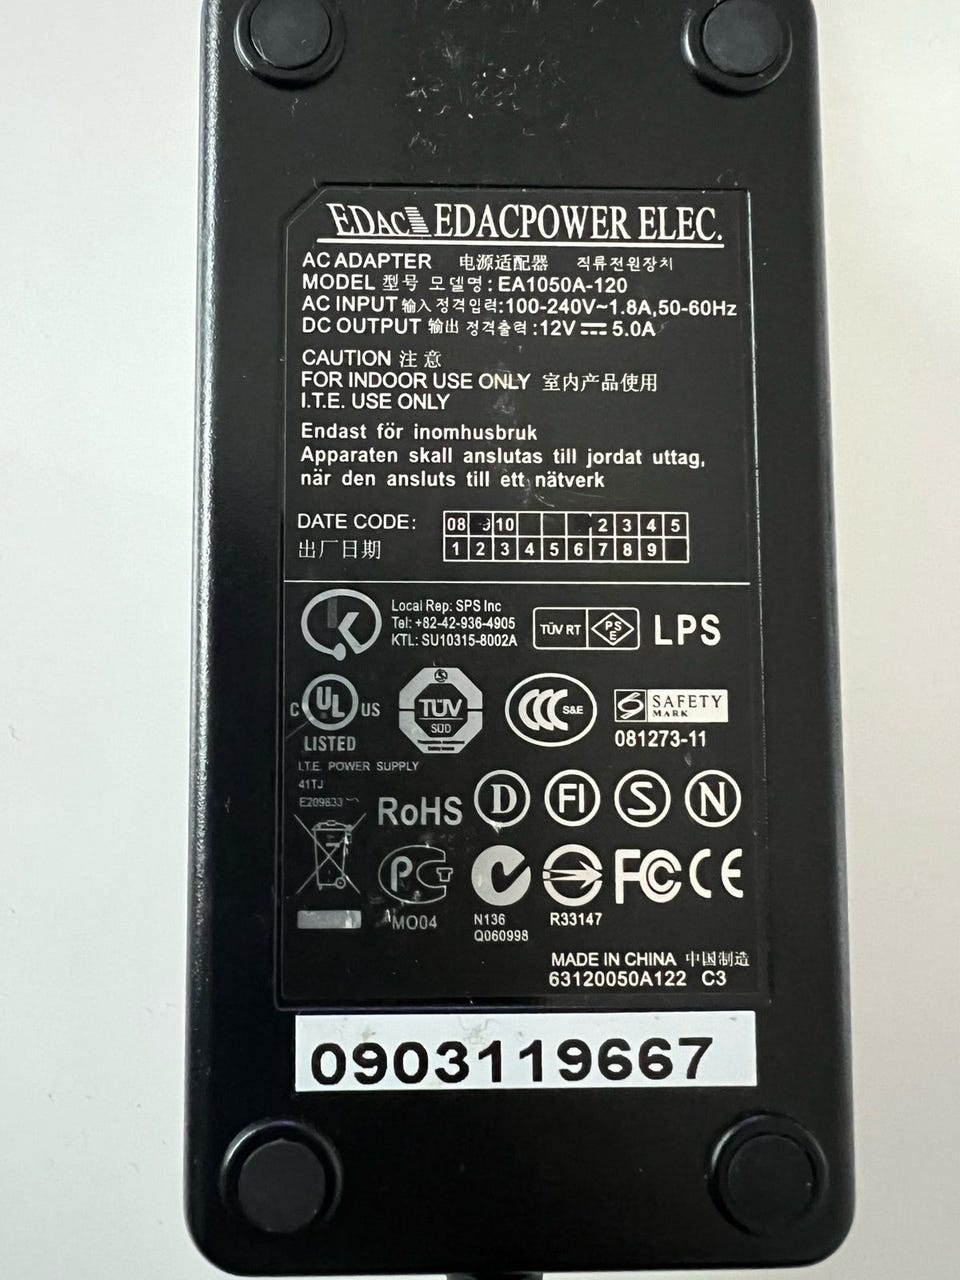 EDAC EDACPOWER ELEC.
AC ADAPTER 电源适配器 직류전원장치
MODEL 型号 모델명 : EA1050A-120
AC INPUT 输入 정격입력:100-240V~1.8A,50-60Hz
DC OUTPUT 输出 정격출력 :12V⎓5.0A
CAUTION 注意
FOR INDOOR USE ONLY 室内产品使用
I.T.E. USE ONLY
Endast för inomhusbruk
Apparaten skall anslutas till jordat uttag,
när den ansluts till ett nätverk
DATE CODE: 08 10 2 3 4 5
出厂日期 1 2 3 4 5 6 7 8 9
Local Rep: SPS Inc
Tel: +82-42-936-4905
KTL: SU10315-8002A
TÜV RT PSE LPS
C UL US
LISTED
TÜV
SÜD
CCC S&E
S SAFETY
MARK
081273-11
I.T.E. POWER SUPPLY
41TJ
E209833
RoHS D FI S N
PCT
MO04
N136
Q060998
R33147
FC CE
MADE IN CHINA 中国制造
63120050A122 C3
0903119667